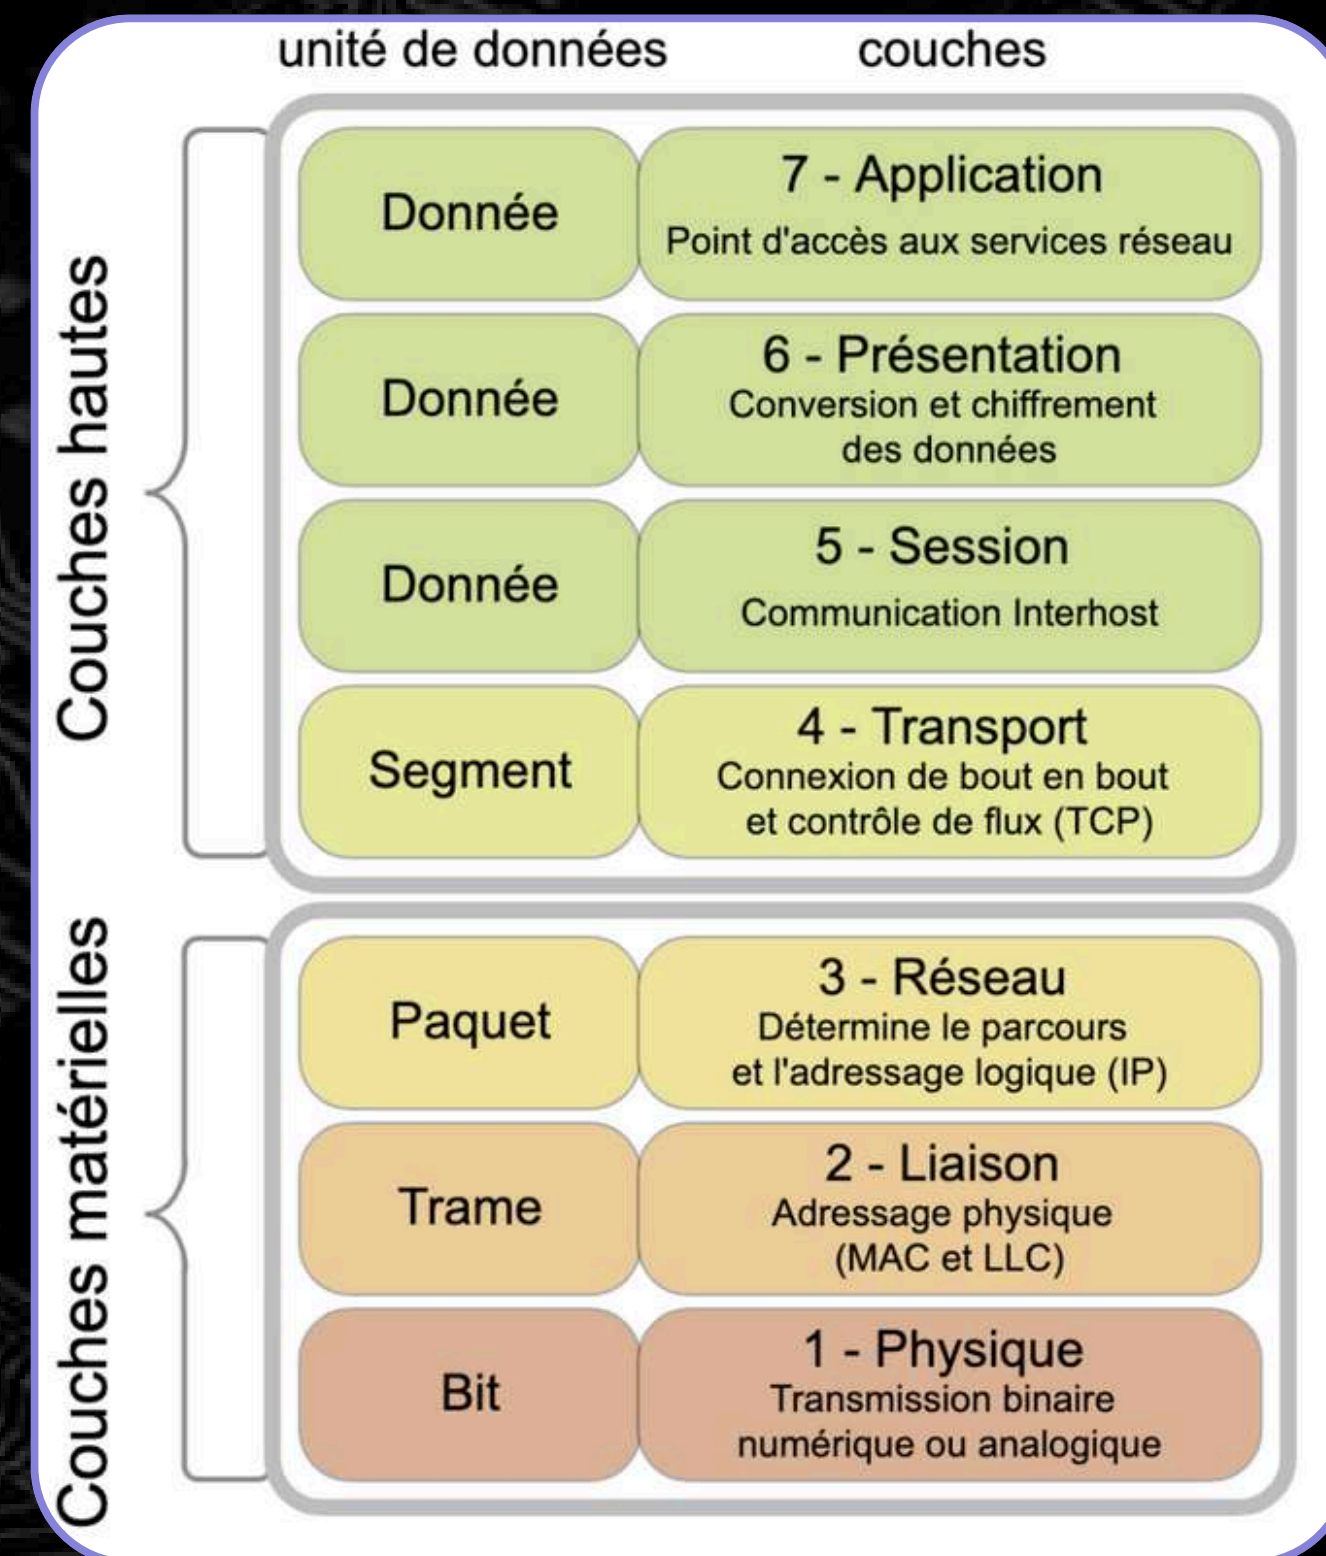 unité de données couches
Couches hautes
Donnée
7 - Application
Point d'accès aux services réseau
Donnée
6 - Présentation
Conversion et chiffrement
des données
Donnée
5 - Session
Communication Interhost
Segment
4 - Transport
Connexion de bout en bout
et contrôle de flux (TCP)
Couches matérielles
Paquet
3 - Réseau
Détermine le parcours
et l'adressage logique (IP)
Trame
2 - Liaison
Adressage physique
(MAC et LLC)
Bit
1 - Physique
Transmission binaire
numérique ou analogique